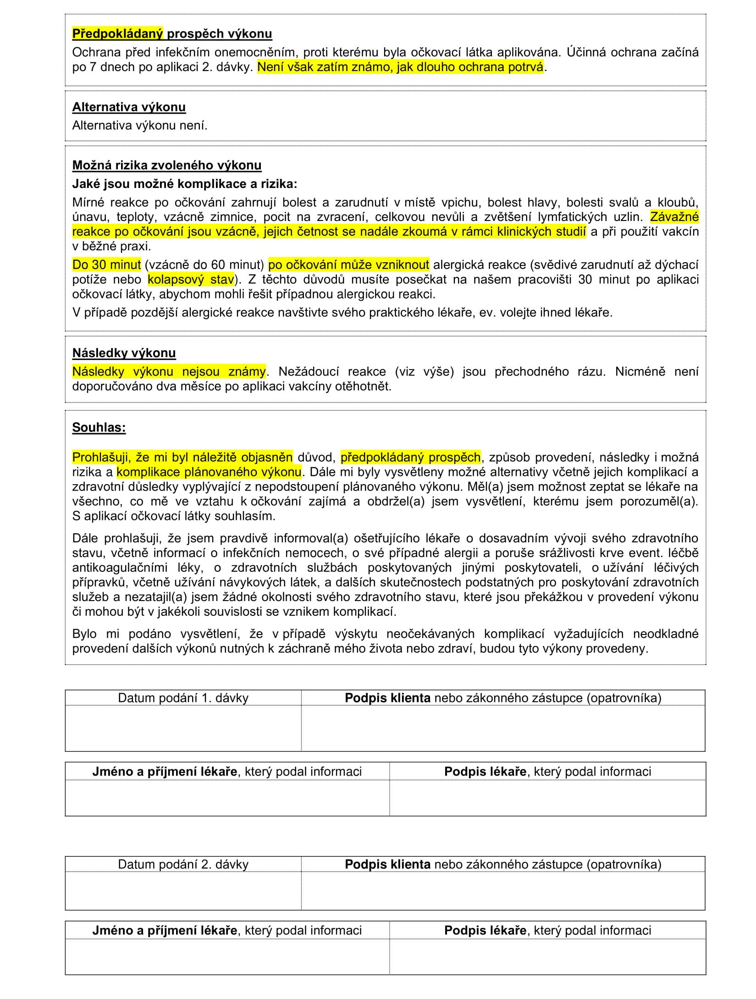 Předpokládaný prospěch výkonu
Ochrana před infekčním onemocněním, proti kterému byla očkovací látka aplikována. Účinná ochrana začíná
po 7 dnech po aplikaci 2. dávky. Není však zatím známo, jak dlouho ochrana potrvá.
Alternativa výkonu
Alternativa výkonu není.
Možná rizika zvoleného výkonu
Jaké jsou možné komplikace a rizika:
Mírné reakce po očkování zahrnují bolest a zarudnutí v místě vpichu, bolest hlavy, bolesti svalů a kloubů,
únavu, teploty, vzácně zimnice, pocit na zvracení, celkovou nevůli a zvětšení lymfatických uzlin. Závažné
reakce po očkování jsou vzácně, jejich četnost se nadále zkoumá v rámci klinických studií a při použití vakcín
v běžné praxi.
Do 30 minut (vzácně do 60 minut) po očkování může vzniknout alergická reakce (svědivé zarudnutí až dýchací
potíže nebo kolapsový stav). Z těchto důvodů musíte posečkat na našem pracovišti 30 minut po aplikaci
očkovací látky, abychom mohli řešit případnou alergickou reakci.
V případě pozdější alergické reakce navštivte svého praktického lékaře, ev. volejte ihned lékaře.
Následky výkonu
Následky výkonu nejsou známy. Nežádoucí reakce (viz výše) jsou přechodného rázu. Nicméně není
doporučováno dva měsíce po aplikaci vakcíny otěhotnět.
Souhlas:
Prohlašuji, že mi byl náležitě objasněn důvod, předpokládaný prospěch, způsob provedení, následky i možná
rizika a komplikace plánovaného výkonu. Dále mi byly vysvětleny možné alternativy včetně jejich komplikací a
zdravotní důsledky vyplývající z nepodstoupení plánovaného výkonu. Měl(a) jsem možnost zeptat se lékaře na
všechno, co mě ve vztahu k očkování zajímá a obdržel(a) jsem vysvětlení, kterému jsem porozuměl(a).
S aplikací očkovací látky souhlasím.
Dále prohlašuji, že jsem pravdivě informoval(a) ošetřujícího lékaře o dosavadním vývoji svého zdravotního
stavu, včetně informací o infekčních nemocech, o své případné alergii a poruše srážlivosti krve event. léčbě
antikoagulačními léky, o zdravotních službách poskytovaných jinými poskytovateli, o užívání léčivých
přípravků, včetně užívání návykových látek, a dalších skutečnostech podstatných pro poskytování zdravotních
služeb a nezatajil(a) jsem žádné okolnosti svého zdravotního stavu, které jsou překážkou v provedení výkonu
či mohou být v jakékoli souvislosti se vznikem komplikací.
Bylo mi podáno vysvětlení, že v případě výskytu neočekávaných komplikací vyžadujících neodkladné
provedení dalších výkonů nutných k záchraně mého života nebo zdraví, budou tyto výkony provedeny.
Datum podání 1. dávky
Podpis klienta nebo zákonného zástupce (opatrovníka)
Jméno a příjmení lékaře, který podal informaci
Podpis lékaře, který podal informaci
Datum podání 2. dávky
Podpis klienta nebo zákonného zástupce (opatrovníka)
Jméno a příjmení lékaře, který podal informaci
Podpis lékaře, který podal informaci